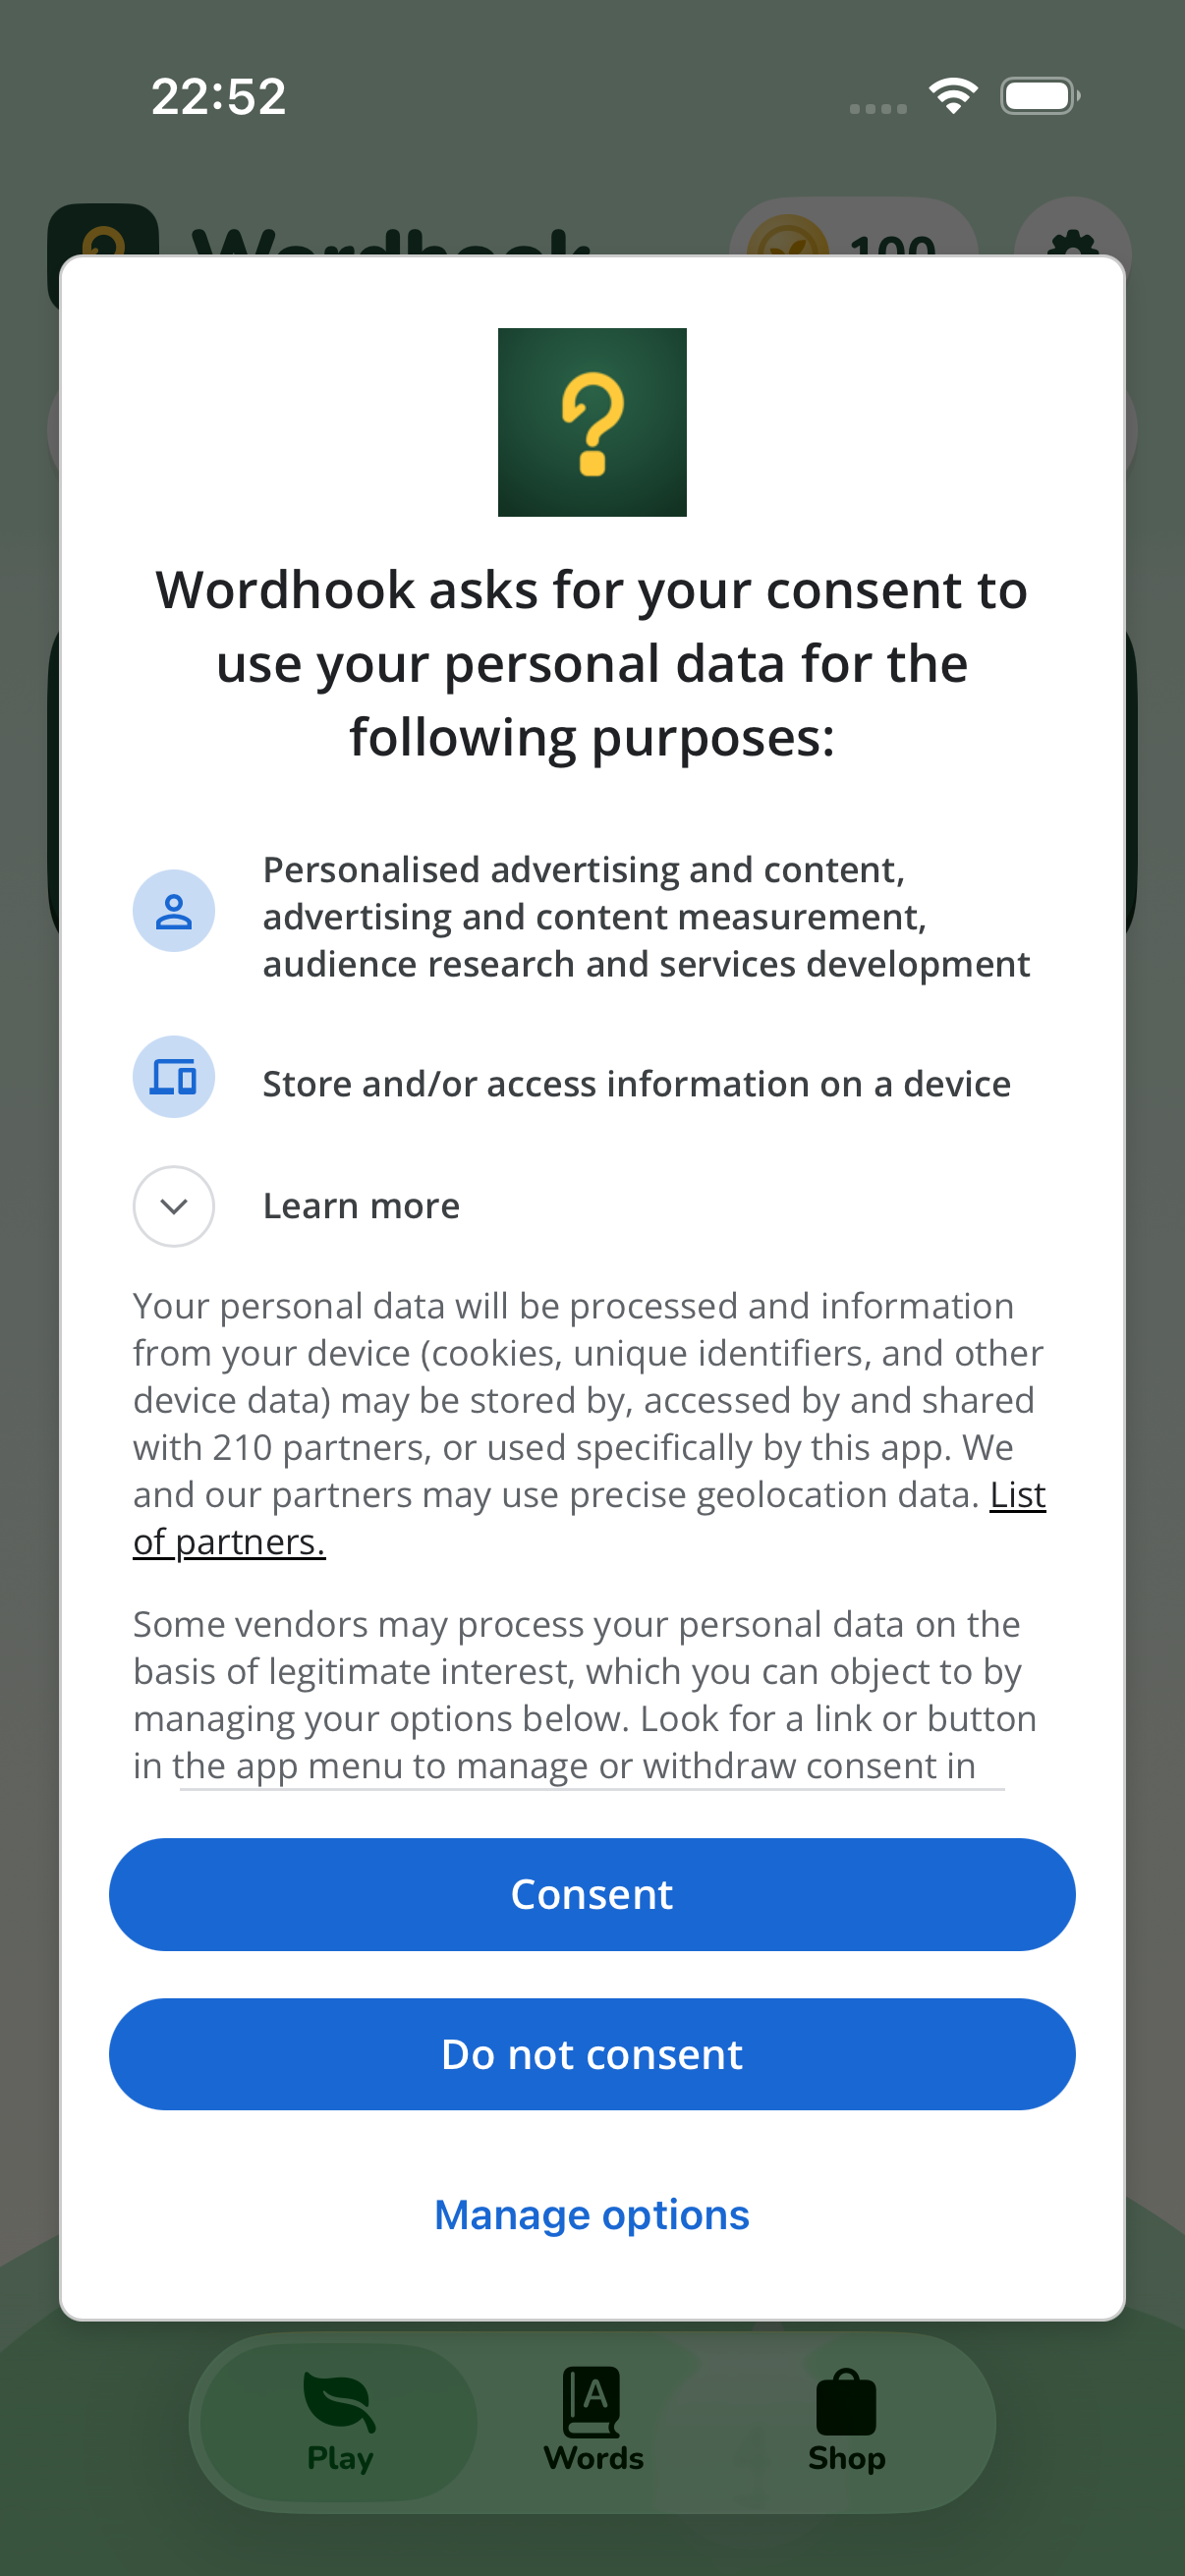 22:52
Wordhook
100
Wordhook asks for your consent to
use your personal data for the
following purposes:
Personalised advertising and content,
advertising and content measurement,
audience research and services development
Store and/or access information on a device
Learn more
Your personal data will be processed and information
from your device (cookies, unique identifiers, and other
device data) may be stored by, accessed by and shared
with 210 partners, or used specifically by this app. We
and our partners may use precise geolocation data. List
of partners.
Some vendors may process your personal data on the
basis of legitimate interest, which you can object to by
managing your options below. Look for a link or button
in the app menu to manage or withdraw consent in
Consent
Do not consent
Manage options
Play
Words
Shop